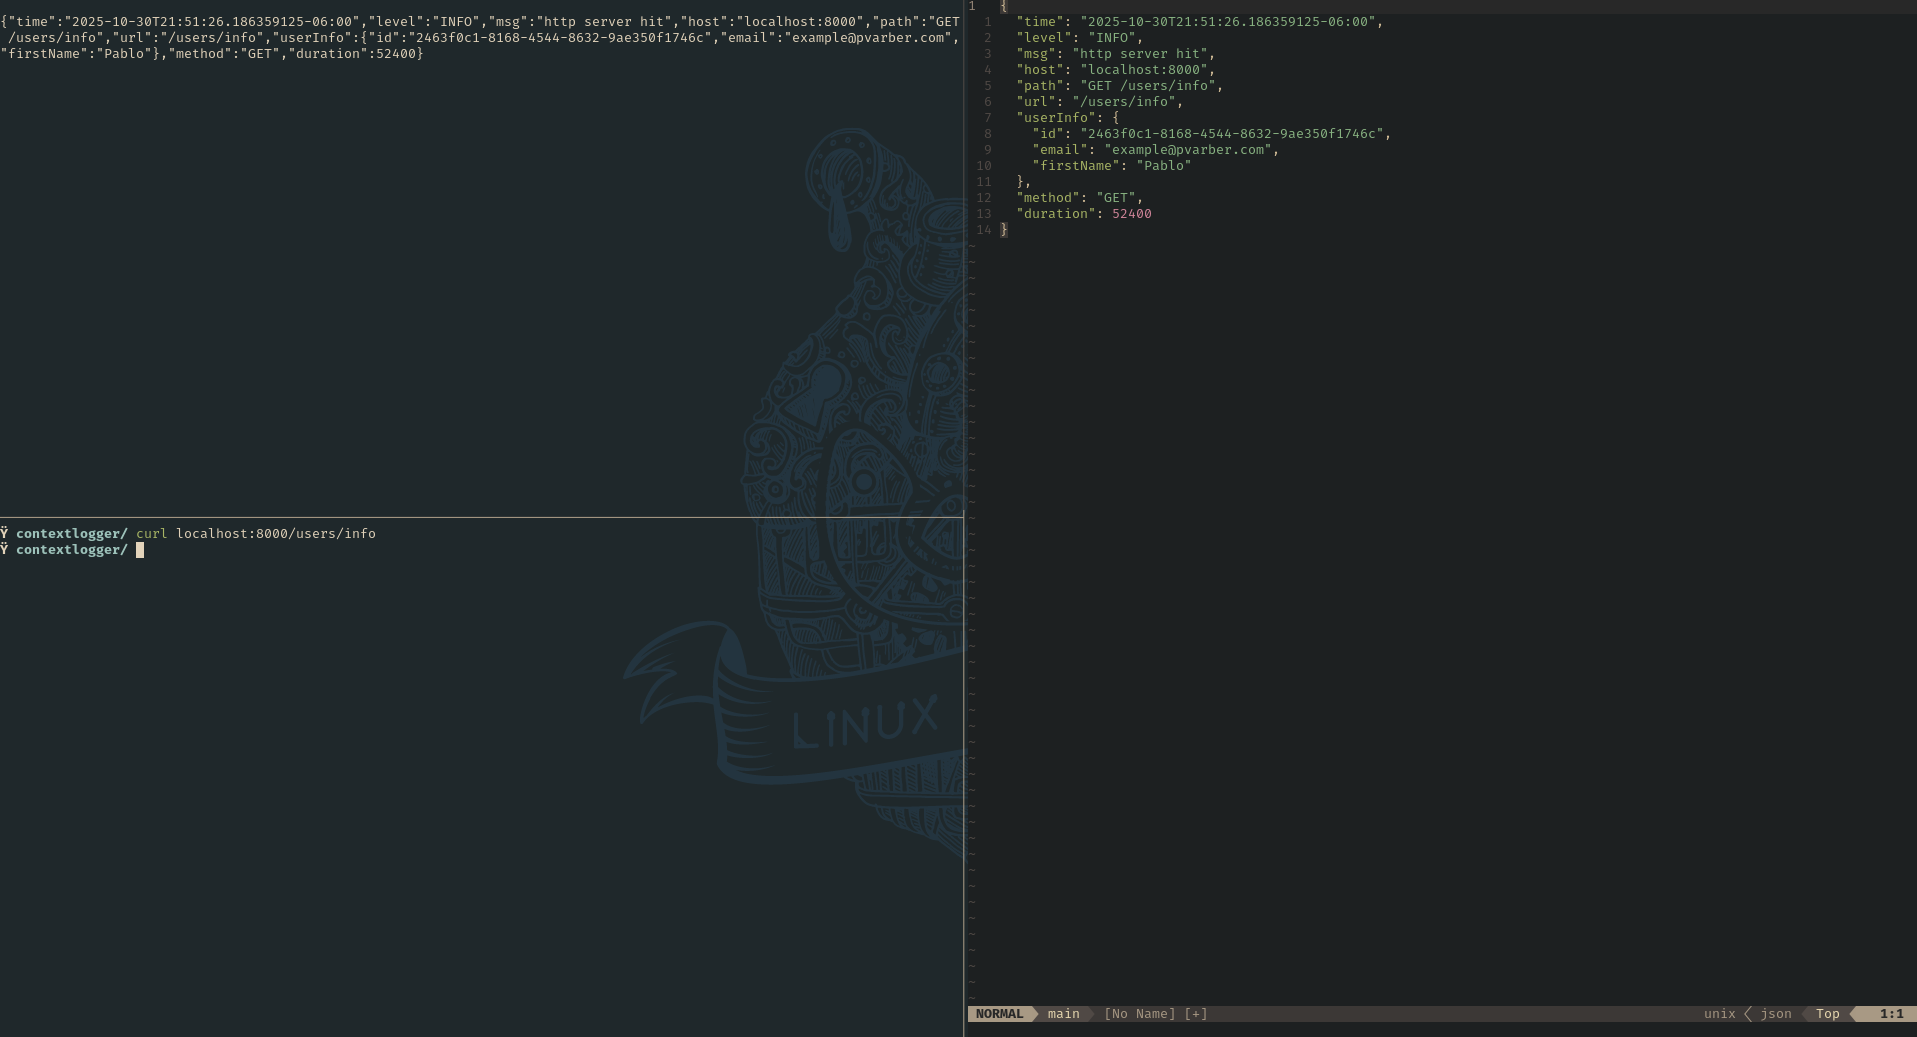 {"time":"2025-10-30T21:51:26.186359125-06:00","level":"INFO","msg":"http server hit","host":"localhost:8000","path":"GET
/users/info","url":"/users/info","userInfo":{"id":"2463f0c1-8168-4544-8632-9ae350f1746c","email":"example@pvarber.com",
"firstName":"Pablo"},"method":"GET","duration":52400}
Ÿ contextlogger/ curl localhost:8000/users/info
Ÿ contextlogger/
LINUX
1 {
1 "time": "2025-10-30T21:51:26.186359125-06:00",
2 "level": "INFO",
3 "msg": "http server hit",
4 "host": "localhost:8000",
5 "path": "GET /users/info",
6 "url": "/users/info",
7 "userInfo": {
8 "id": "2463f0c1-8168-4544-8632-9ae350f1746c",
9 "email": "example@pvarber.com",
10 "firstName": "Pablo"
11 },
12 "method": "GET",
13 "duration": 52400
14 }
NORMAL main [No Name] [+] unix json Top 1:1